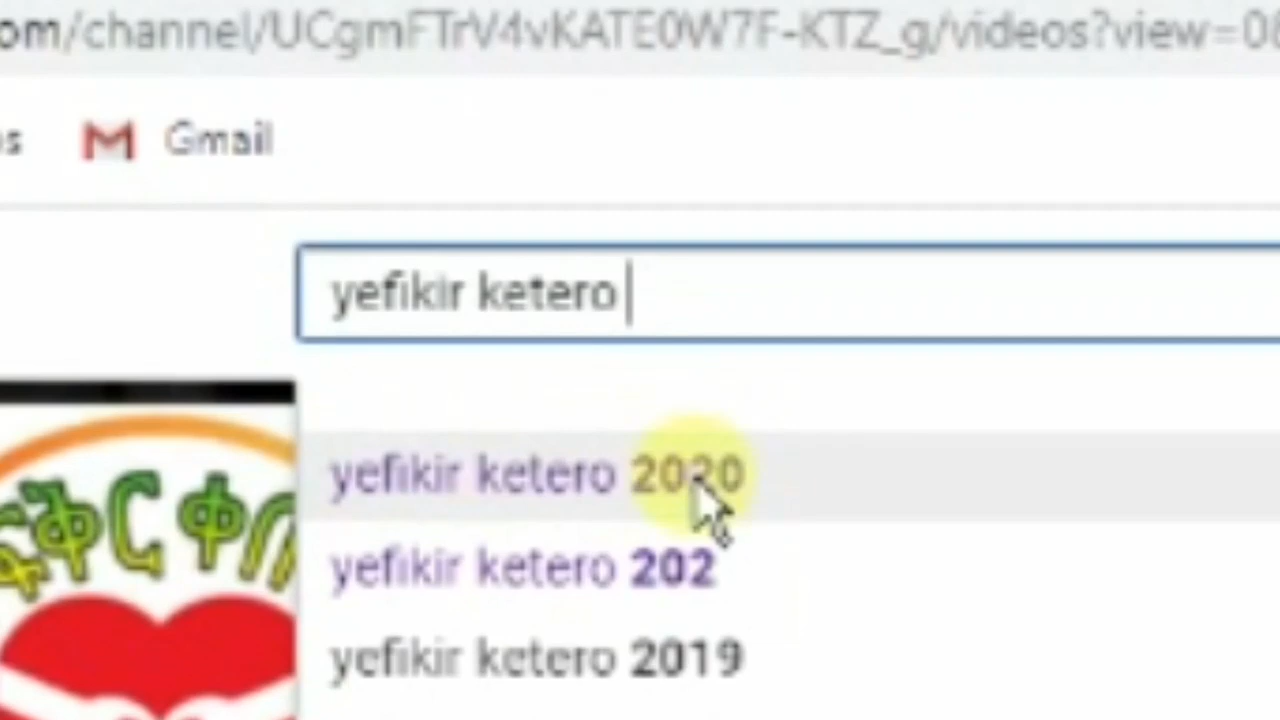 om/channel/UCgmFTrV4vKATE0W7F-KTZ_g/videos?view=0
Gmail
yefikir ketero
yefikir ketero 2020
yefikir ketero 202
yefikir ketero 2019